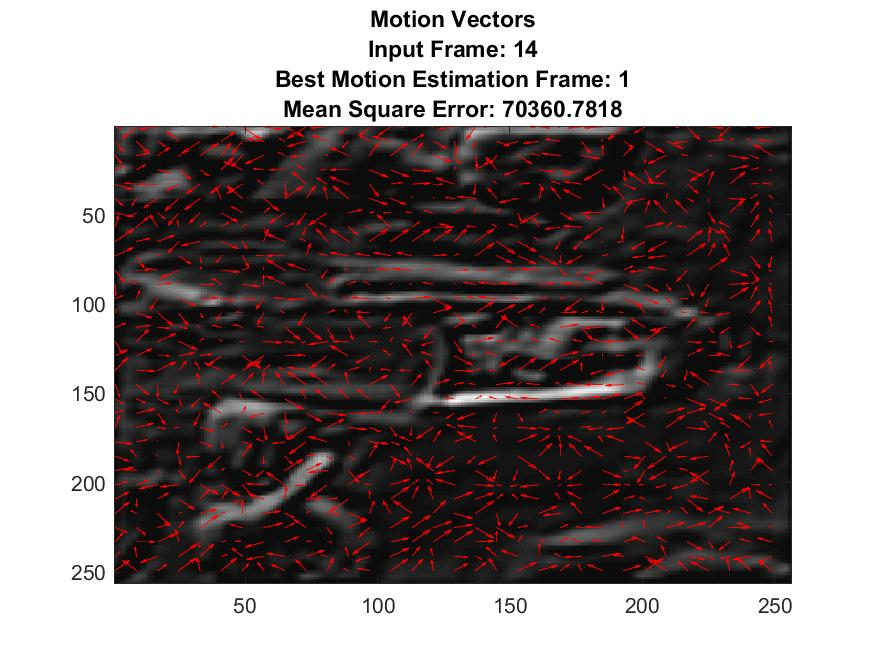 Motion Vectors
Input Frame: 14
Best Motion Estimation Frame: 1
Mean Square Error: 70360.7818
50
100
150
200
250
50
100
150
200
250